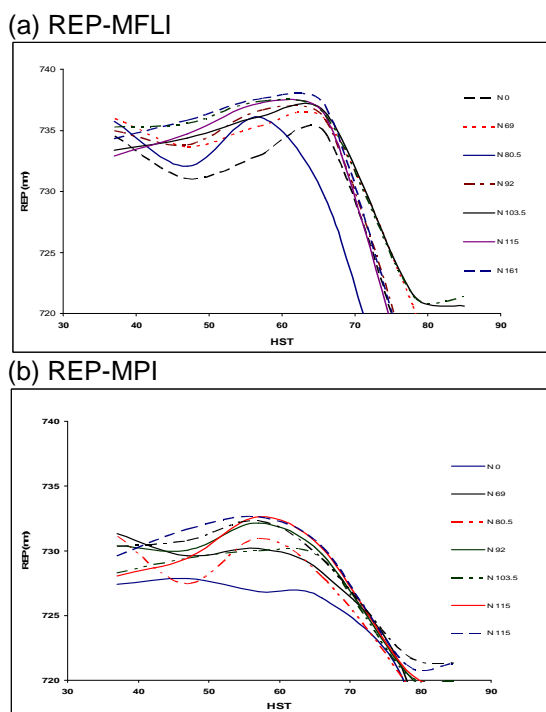 (a) REP-MFLI
740
735
730
725
720
REP (nm)
30 40 50 60 70 80 90
HST
N 0
N 69
N 80.5
N 92
N 103.5
N 115
N 161
(b) REP-MPI
740
735
730
725
720
REP(nm)
30 40 50 60 70 80 90
HST
N 0
N 69
N 80.5
N 92
N 103.5
N 115
N 115